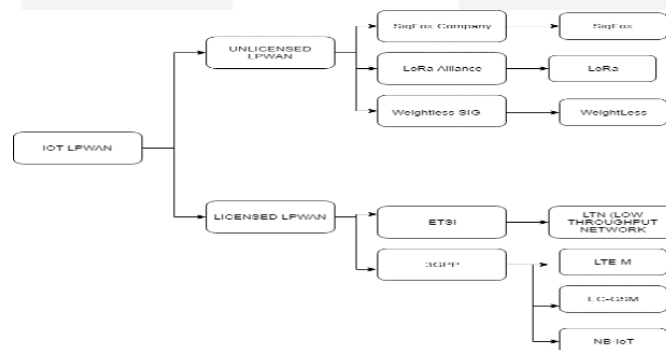 SigFox Company
SigFox
UNLICENSED
LPWAN
LoRa Alliance
LoRa
Weightless SIG
WeightLess
IOT LPWAN
LICENSED LPWAN
ETSI
LTN (LOW
THROUGHPUT
NETWORK
3GPP
LTE M
EC-GSM
NB-IoT